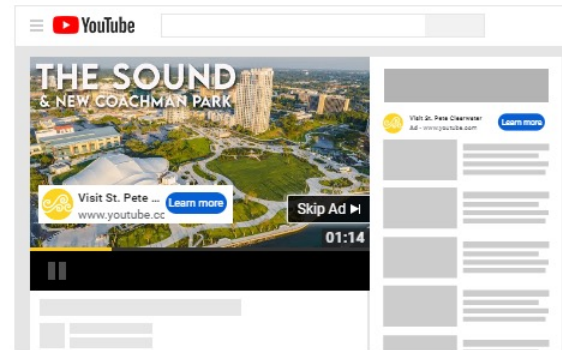 YouTube
THE SOUND
& NEW COACHMAN PARK
Visit St. Pete ...
www.youtube.cc
Learn more
Skip Ad
01:14
Visit St. Pete Clearwater
Ad - www.youtube.com
Learn more